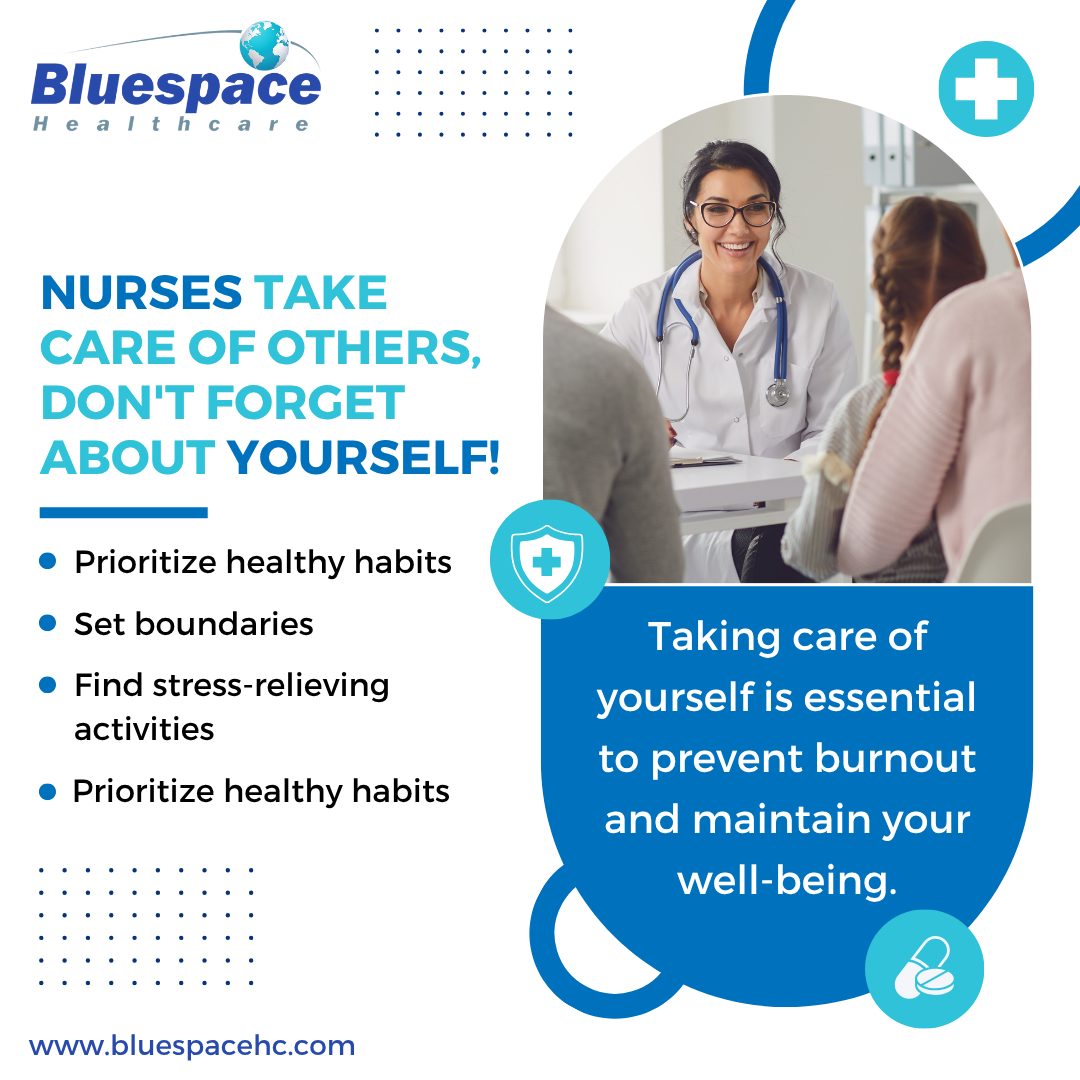 Bluespace
Healthcare
NURSES TAKE
CARE OF OTHERS,
DON'T FORGET
ABOUT YOURSELF!
Prioritize healthy habits
Set boundaries
Find stress-relieving
activities
Prioritize healthy habits
Taking care of
yourself is essential
to prevent burnout
and maintain your
well-being.
www.bluespacehc.com